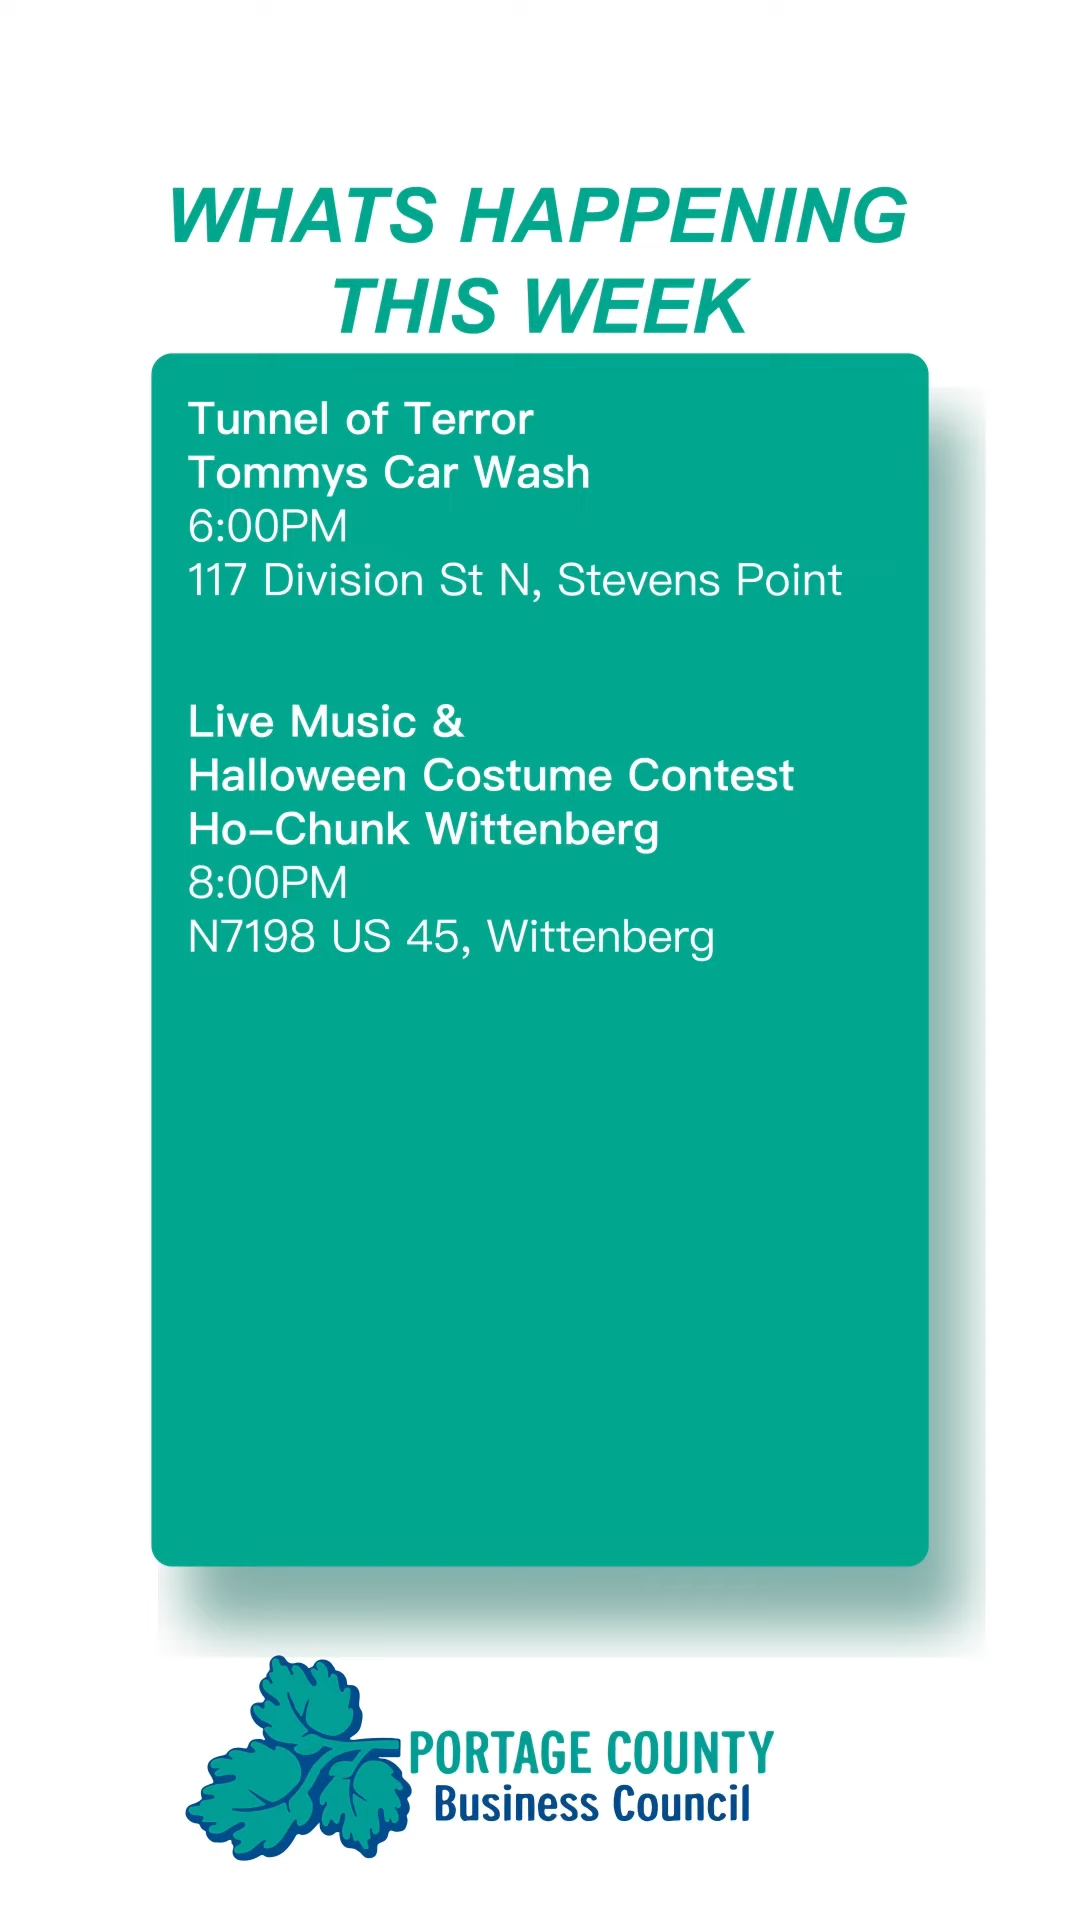 WHATS HAPPENING
THIS WEEK
Tunnel of Terror
Tommys Car Wash
6:00PM
117 Division St N, Stevens Point
Live Music &
Halloween Costume Contest
Ho–Chunk Wittenberg
8:00PM
N7198 US 45, Wittenberg
PORTAGE COUNTY
Business Council